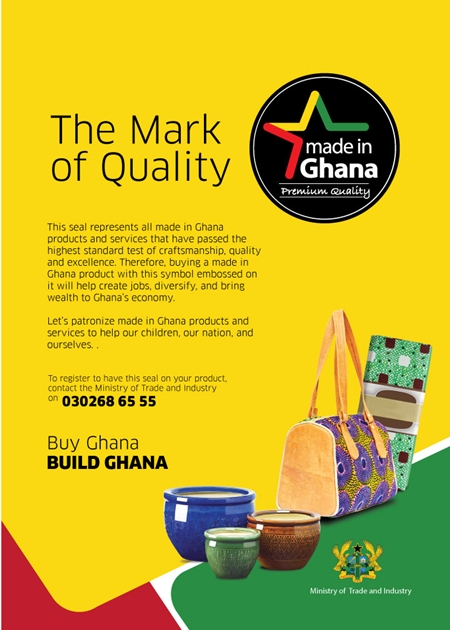 The Mark
of Quality
made in
Ghana
Premium Quality
This seal represents all made in Ghana
products and services that have passed the
highest standard test of craftsmanship, quality
and excellence. Therefore, buying a made in
Ghana product with this symbol embossed on
it will help create jobs, diversify, and bring
wealth to Ghana's economy.
Let's patronize made in Ghana products and
services to help our children, our nation, and
ourselves. .
To register to have this seal on your product,
contact the Ministry of Trade and Industry
on 030268 65 55
Buy Ghana
BUILD GHANA
Ministry of Trade and Industry